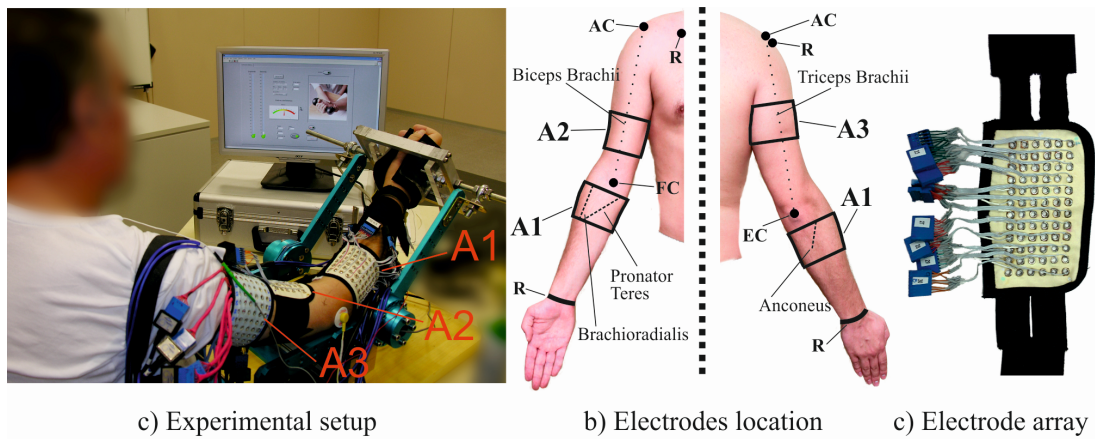 A1
A2
A3
AC
R
Biceps Brachii
A2
FC
A1
Pronator
Teres
R
Brachioradialis
AC
R
Triceps Brachii
A3
A1
EC
Anconeus
R
c) Experimental setup
b) Electrodes location
c) Electrode array